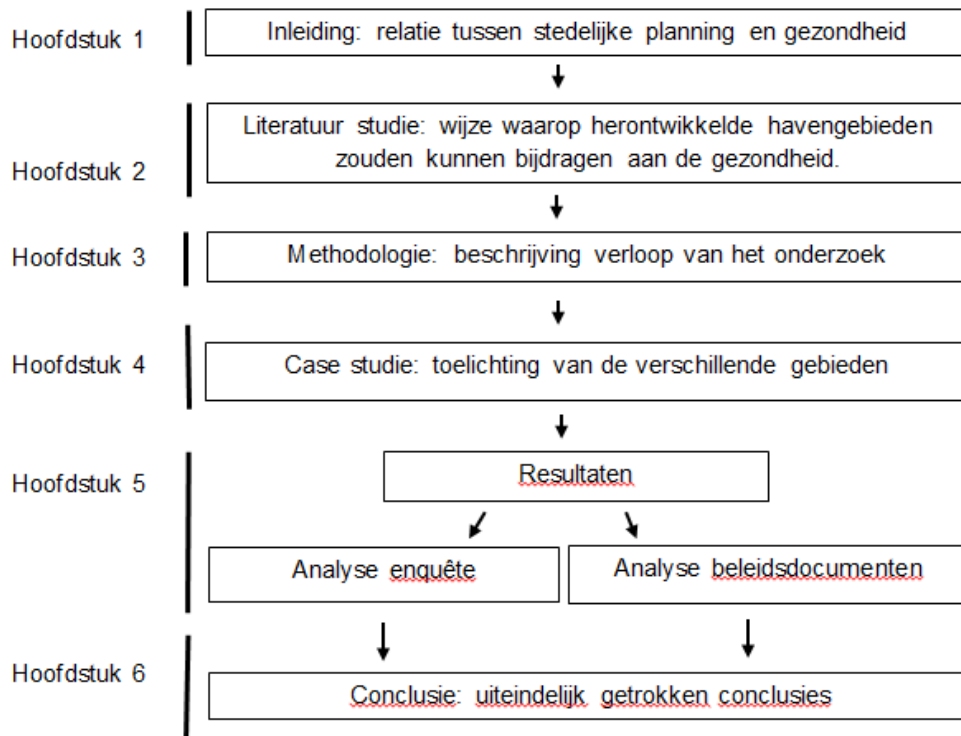 Hoofdstuk 1
Inleiding: relatie tussen stedelijke planning en gezondheid
Hoofdstuk 2
Literatuur studie: wijze waarop herontwikkelde havengebieden
zouden kunnen bijdragen aan de gezondheid.
Hoofdstuk 3
Methodologie: beschrijving verloop van het onderzoek
Hoofdstuk 4
Case studie: toelichting van de verschillende gebieden
Hoofdstuk 5
Resultaten
Analyse enquête
Analyse beleidsdocumenten
Hoofdstuk 6
Conclusie: uiteindelijk getrokken conclusies